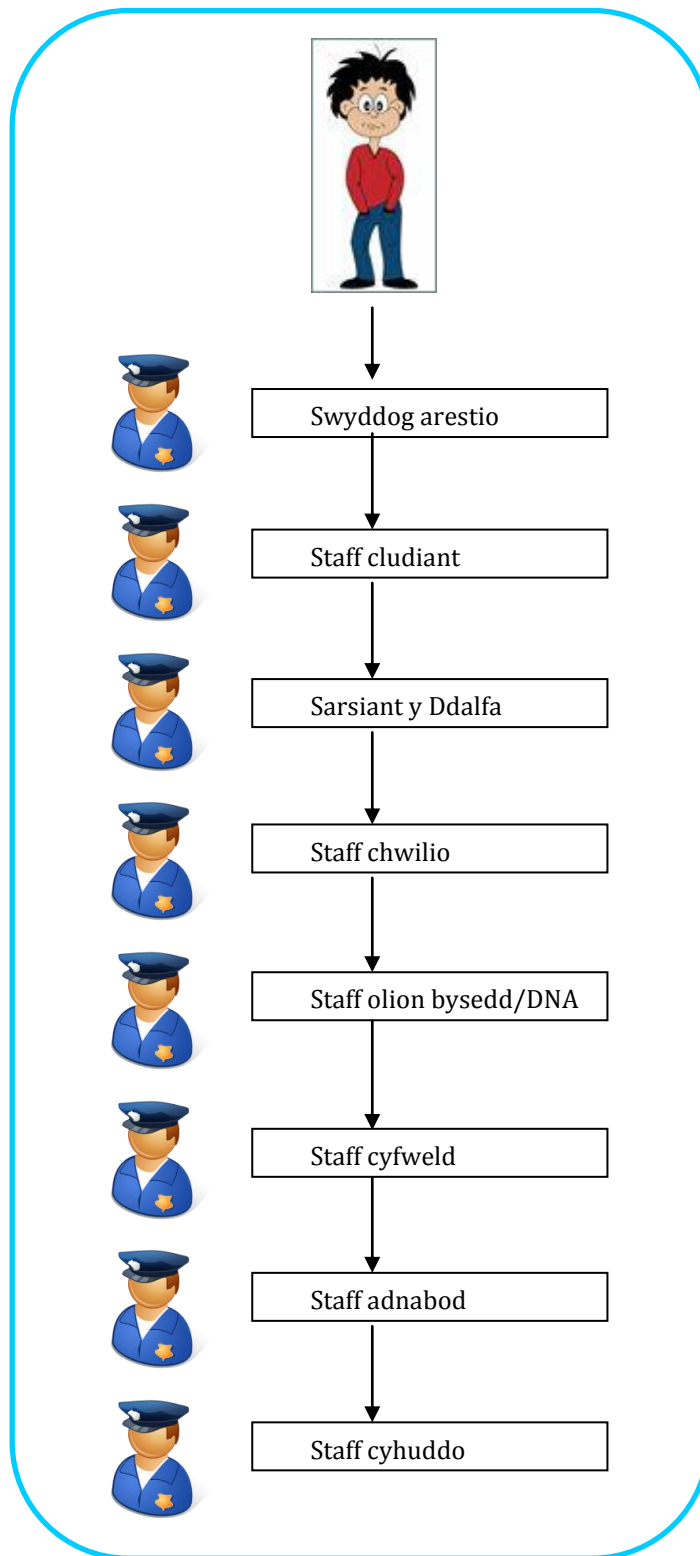 Swyddog arestio
Staff cludiant
Sarsiant y Ddalfa
Staff chwilio
Staff olion bysedd/DNA
Staff cyfweld
Staff adnabod
Staff cyhuddo